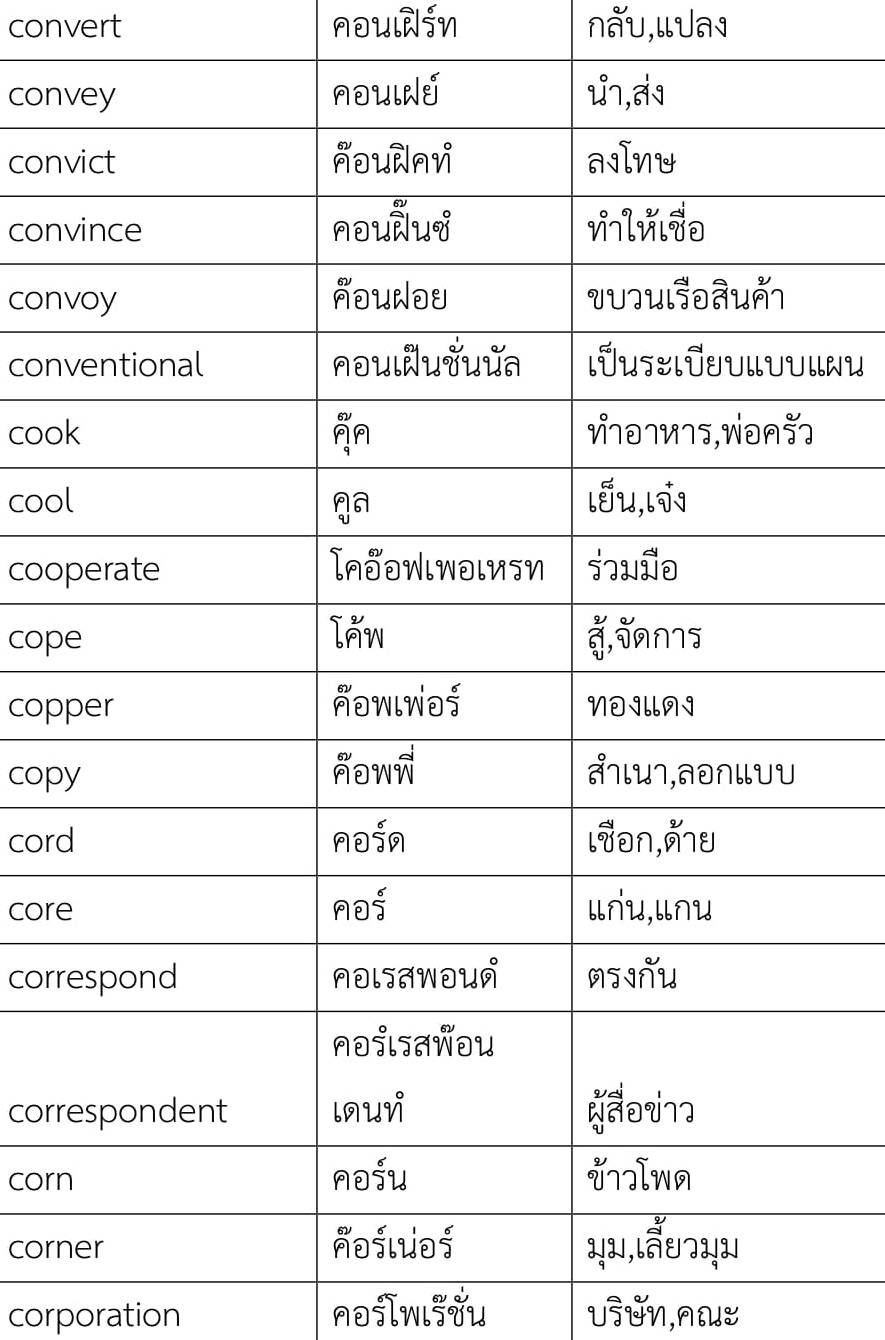 convert คอนเฝิร์ท กลับ,แปลง
convey คอนเฝย์ นำ,ส่ง
convict ค๊อนฝิคทํ ลงโทษ
convince คอนฝิ๊นซํ ทำให้เชื่อ
convoy ค๊อนฝอย ขบวนเรือสินค้า
conventional คอนเฝ๊นชั่นนัล เป็นระเบียบแบบแผน
cook คุ๊ค ทำอาหาร,พ่อครัว
cool คูล เย็น,เจ๋ง
cooperate โคอ๊อฟเพอเหรท ร่วมมือ
cope โค้พ สู้,จัดการ
copper ค๊อพเพ่อร์ ทองแดง
copy ค๊อพพี่ สำเนา,ลอกแบบ
cord คอร์ด เชือก,ด้าย
core คอร์ แก่น,แกน
correspond คอเรสพอนดํ ตรงกัน
คอรํเรสพ๊อน
correspondent เดนทํ ผู้สื่อข่าว
corn คอร์น ข้าวโพด
corner ค๊อร์เน่อร์ มุม,เลี้ยวมุม
corporation คอร์โพเร๊ชั่น บริษัท,คณะ